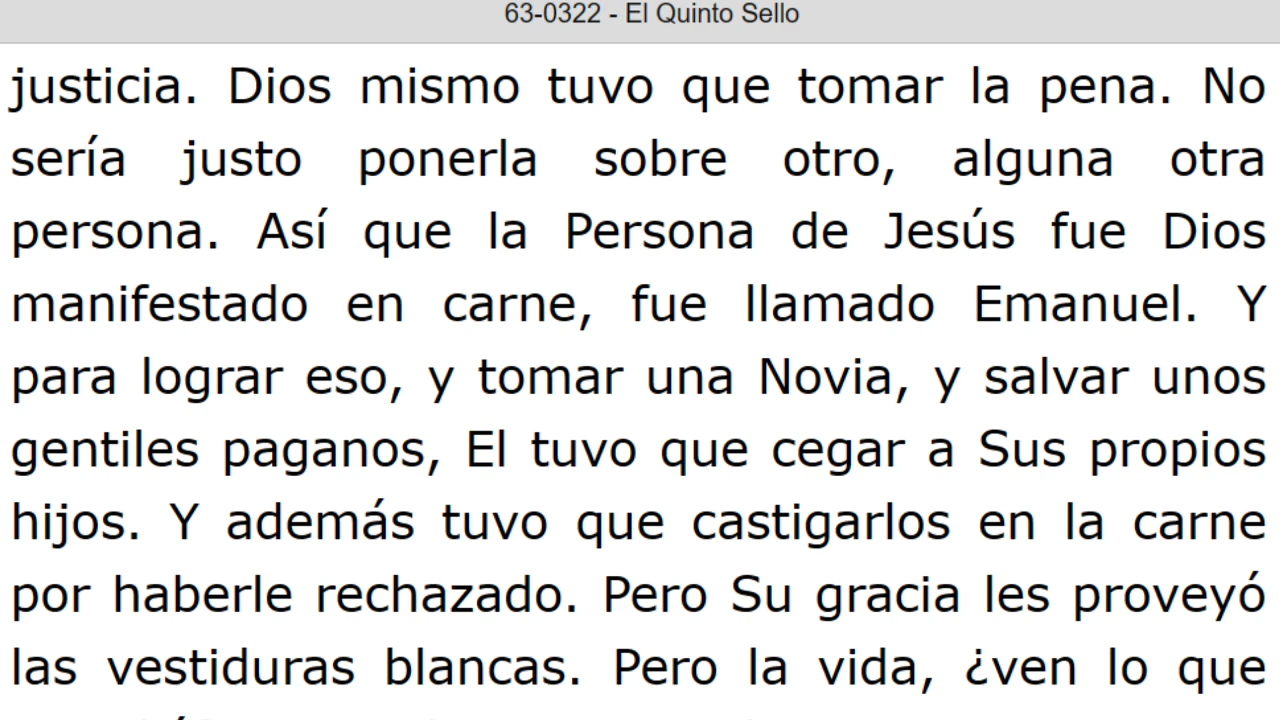 63-0322 - El Quinto Sello
justicia. Dios mismo tuvo que tomar la pena. No
sería justo ponerla sobre otro, alguna otra
persona. Así que la Persona de Jesús fue Dios
manifestado en carne, fue llamado Emanuel. Y
para lograr eso, y tomar una Novia, y salvar unos
gentiles paganos, El tuvo que cegar a Sus propios
hijos. Y además tuvo que castigarlos en la carne
por haberle rechazado. Pero Su gracia les proveyó
las vestiduras blancas. Pero la vida, ¿ven lo que